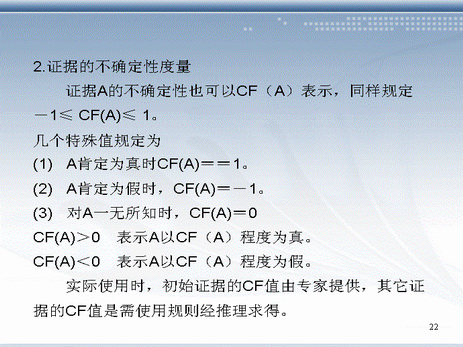 2.证据的不确定性度量
证据A的不确定性也可以CF（A）表示，同样规定
－1≤ CF(A)≤ 1。
几个特殊值规定为
(1) A肯定为真时CF(A)＝＝1。
(2) A肯定为假时，CF(A)＝－1。
(3) 对A一无所知时，CF(A)＝0
CF(A)＞0 表示A以CF（A）程度为真。
CF(A)＜0 表示A以CF（A）程度为假。
实际使用时，初始证据的CF值由专家提供，其它证
据的CF值是需使用规则经推理求得。
22